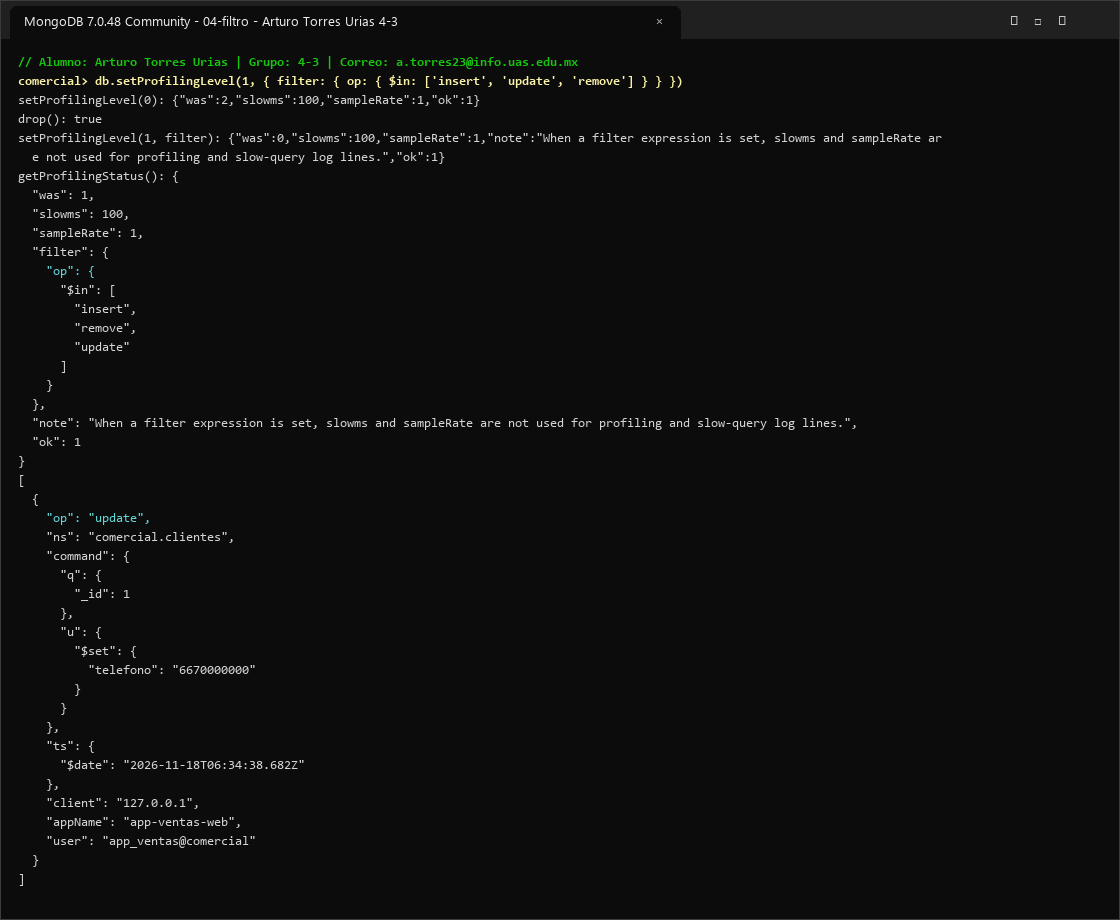 MongoDB 7.0.48 Community - 04-filtro - Arturo Torres Urias 4-3
// Alumno: Arturo Torres Urias | Grupo: 4-3 | Correo: a.torres23@info.uas.edu.mx
comercial> db.setProfilingLevel(1, { filter: { op: { $in: ['insert', 'update', 'remove'] } } })
setProfilingLevel(0): {"was":2,"slowms":100,"sampleRate":1,"ok":1}
drop(): true
setProfilingLevel(1, filter): {"was":0,"slowms":100,"sampleRate":1,"note":"When a filter expression is set, slowms and sampleRate ar
  e not used for profiling and slow-query log lines.","ok":1}
getProfilingStatus(): {
  "was": 1,
  "slowms": 100,
  "sampleRate": 1,
  "filter": {
    "op": {
      "$in": [
        "insert",
        "remove",
        "update"
      ]
    }
  },
  "note": "When a filter expression is set, slowms and sampleRate are not used for profiling and slow-query log lines.",
  "ok": 1
}
[
  {
    "op": "update",
    "ns": "comercial.clientes",
    "command": {
      "q": {
        "_id": 1
      },
      "u": {
        "$set": {
          "telefono": "6670000000"
        }
      }
    },
    "ts": {
      "$date": "2026-11-18T06:34:38.682Z"
    },
    "client": "127.0.0.1",
    "appName": "app-ventas-web",
    "user": "app_ventas@comercial"
  }
]